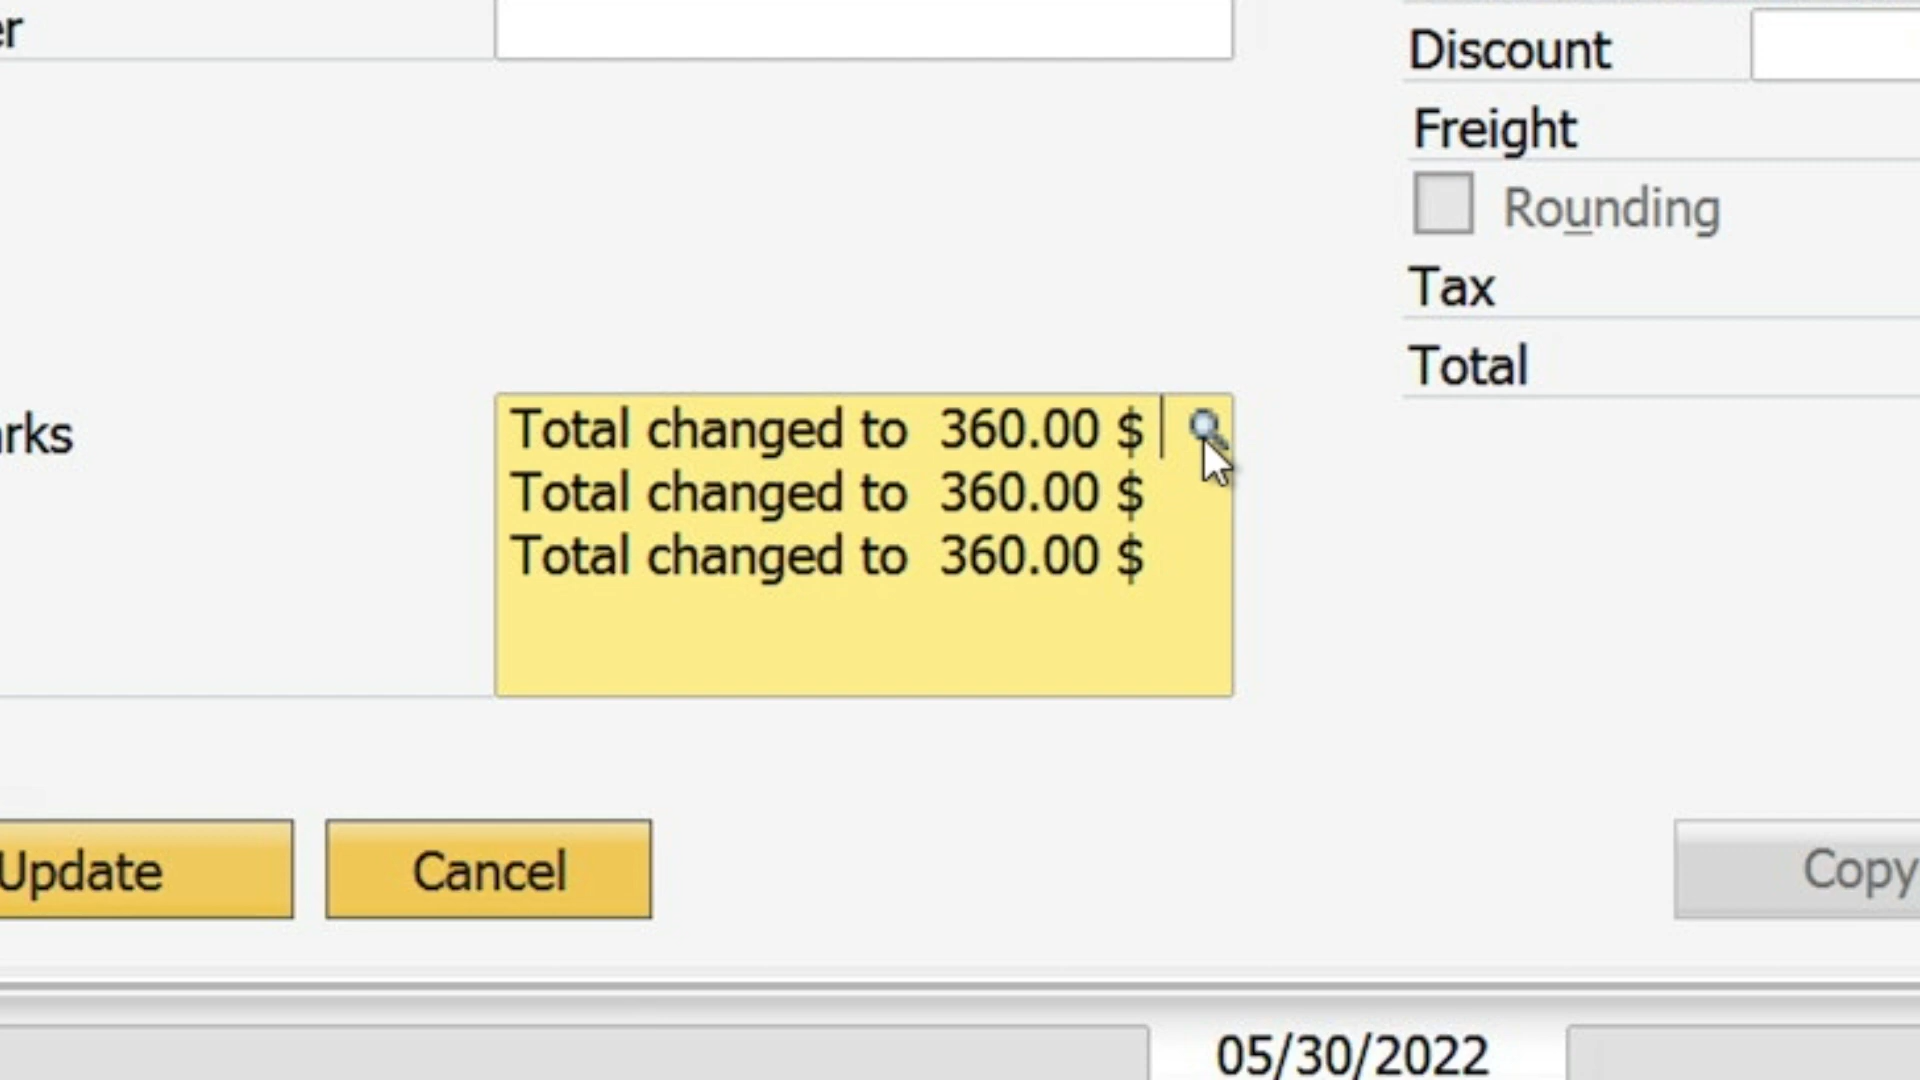 er
Discount
Freight
Rounding
Tax
Total
arks
Total changed to  360.00 $
Total changed to  360.00 $
Total changed to  360.00 $
Update
Cancel
Copy
05/30/2022